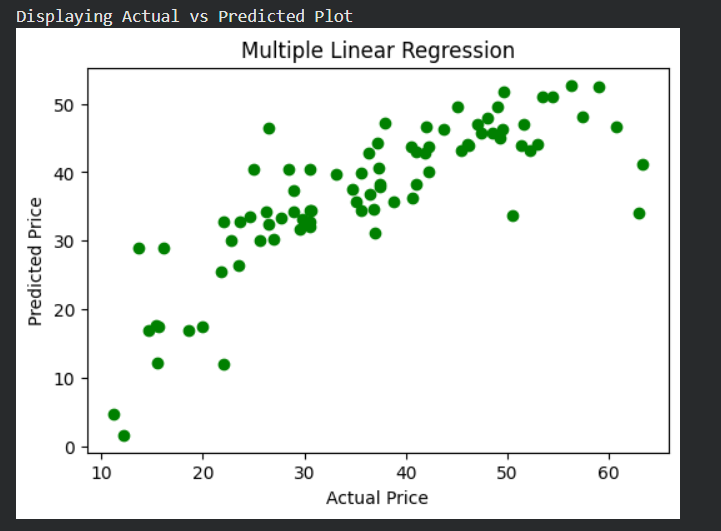 Displaying Actual vs Predicted Plot
Multiple Linear Regression
Predicted Price
50
40
30
20
10
0
10 20 30 40 50 60
Actual Price